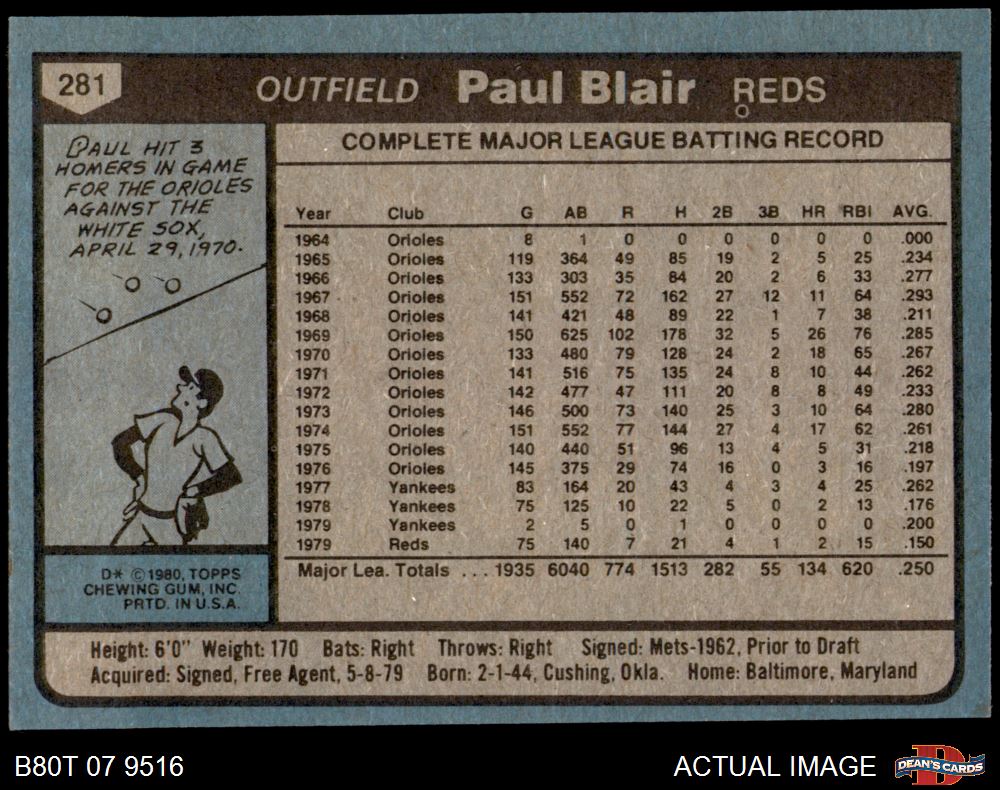 281 OUTFIELD Paul Blair REDS
PAUL HIT 3
HOMERS IN GAME
FOR THE ORIOLES
AGAINST THE
WHITE SOX,
APRIL 29, 1970.
D* © 1980, TOPPS
CHEWING GUM, INC.
PRTD. IN U.S.A.
COMPLETE MAJOR LEAGUE BATTING RECORD
Year Club G AB R H 2B 3B HR RBI AVG.
1964 Orioles 8 1 0 0 0 0 0 0 .000
1965 Orioles 119 364 49 85 19 2 5 25 .234
1966 Orioles 133 303 35 84 20 2 6 33 .277
1967 Orioles 151 552 72 162 27 12 11 64 .293
1968 Orioles 141 421 48 89 22 1 7 38 .211
1969 Orioles 150 625 102 178 32 5 26 76 .285
1970 Orioles 133 480 79 128 24 2 18 65 .267
1971 Orioles 141 516 75 135 24 8 10 44 .262
1972 Orioles 142 477 47 111 20 8 8 49 .233
1973 Orioles 146 500 73 140 25 3 10 64 .280
1974 Orioles 151 552 77 144 27 4 17 62 .261
1975 Orioles 140 440 51 96 13 4 5 31 .218
1976 Orioles 145 375 29 74 16 0 3 16 .197
1977 Yankees 83 164 20 43 4 3 4 25 .262
1978 Yankees 75 125 10 22 5 0 2 13 .176
1979 Yankees 2 5 0 1 0 0 0 0 .200
1979 Reds 75 140 7 21 4 1 2 15 .150
Major Lea. Totals ... 1935 6040 774 1513 282 55 134 620 .250
Height: 6'0" Weight: 170 Bats: Right Throws: Right Signed: Mets-1962, Prior to Draft
Acquired: Signed, Free Agent, 5-8-79 Born: 2-1-44, Cushing, Okla. Home: Baltimore, Maryland
B80T 07 9516 ACTUAL IMAGE DEAN'S CARDS